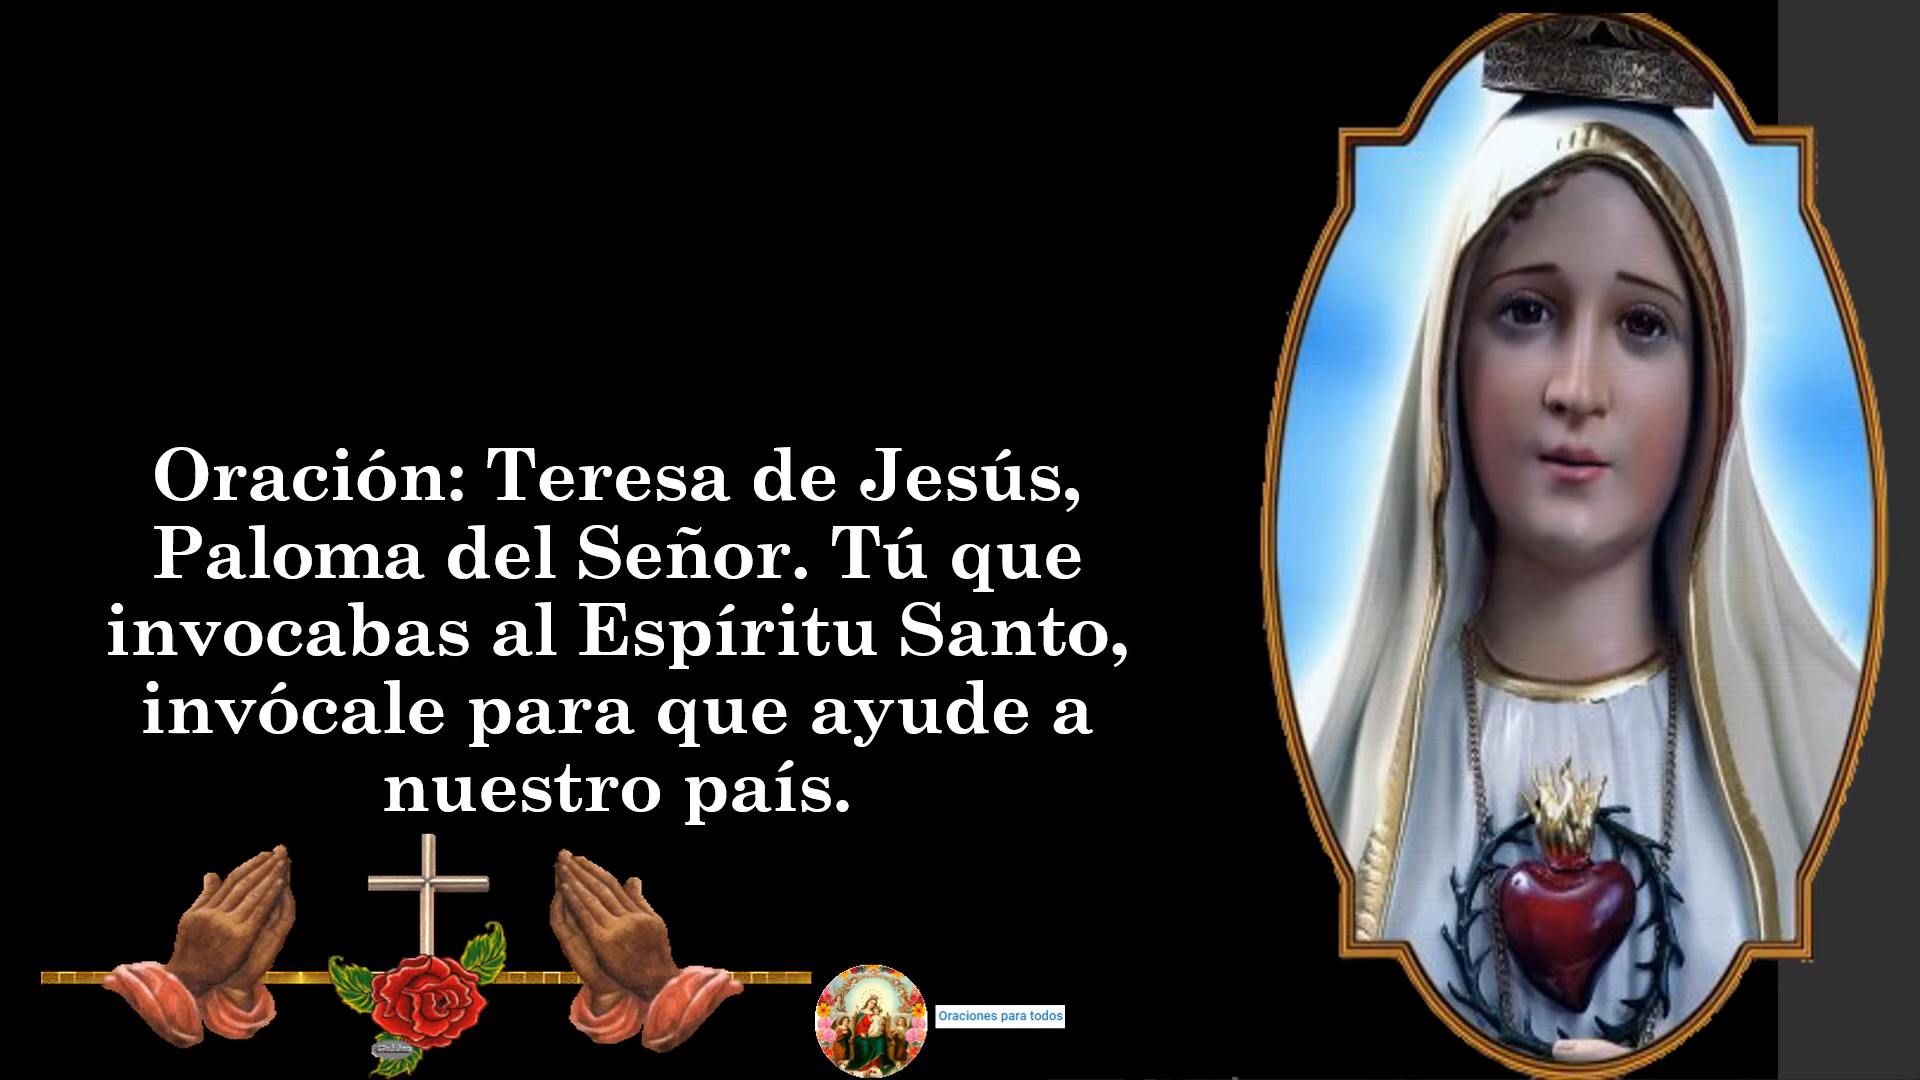 Oración: Teresa de Jesús,
Paloma del Señor. Tú que
invocabas al Espíritu Santo,
invócale para que ayude a
nuestro país.
Oraciones para todos